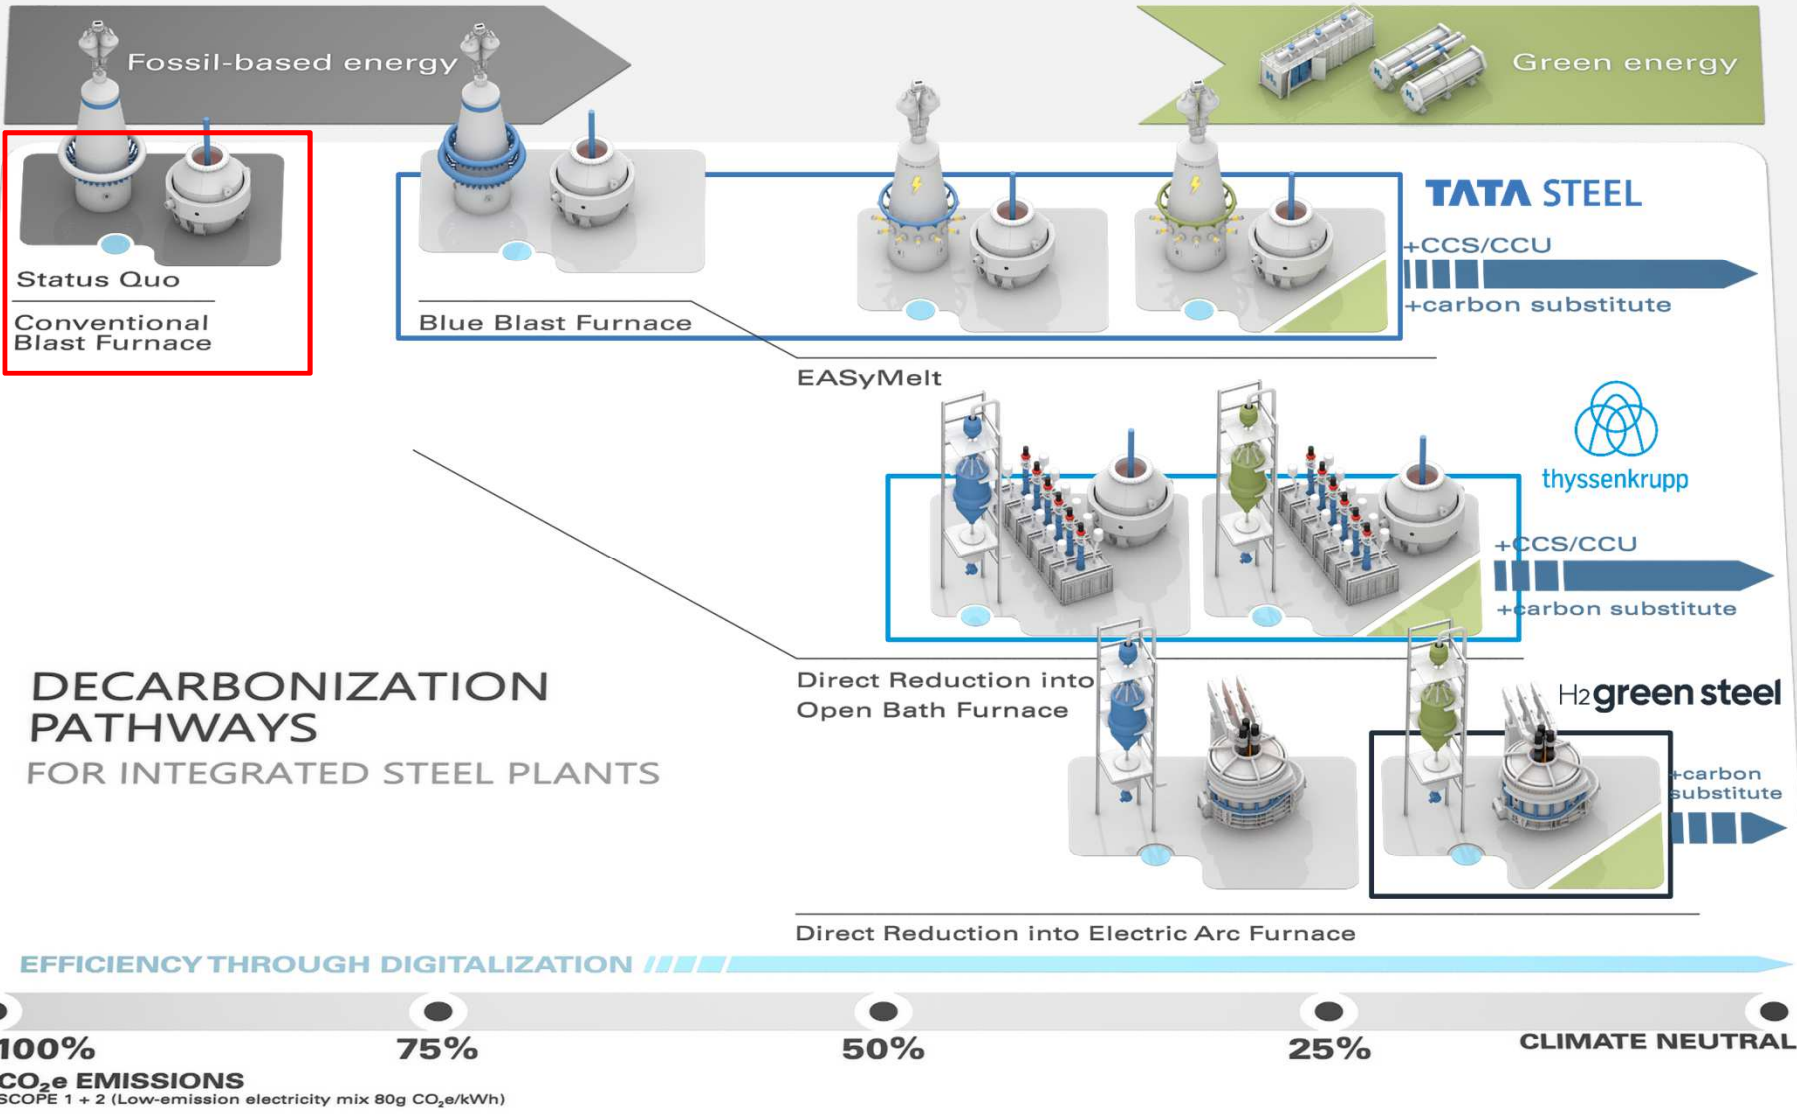 Fossil-based energy
Green energy
Status Quo
Conventional
Blast Furnace
Blue Blast Furnace
EASyMelt
TATA STEEL
+CCS/CCU
+carbon substitute
thyssenkrupp
+CCS/CCU
+carbon substitute
Direct Reduction into
Open Bath Furnace
H2 green steel
+carbon
substitute
DECARBONIZATION
PATHWAYS
FOR INTEGRATED STEEL PLANTS
Direct Reduction into Electric Arc Furnace
EFFICIENCY THROUGH DIGITALIZATION
100%
75%
50%
25%
CLIMATE NEUTRAL
CO₂e EMISSIONS
SCOPE 1 + 2 (Low-emission electricity mix 80g CO₂e/kWh)